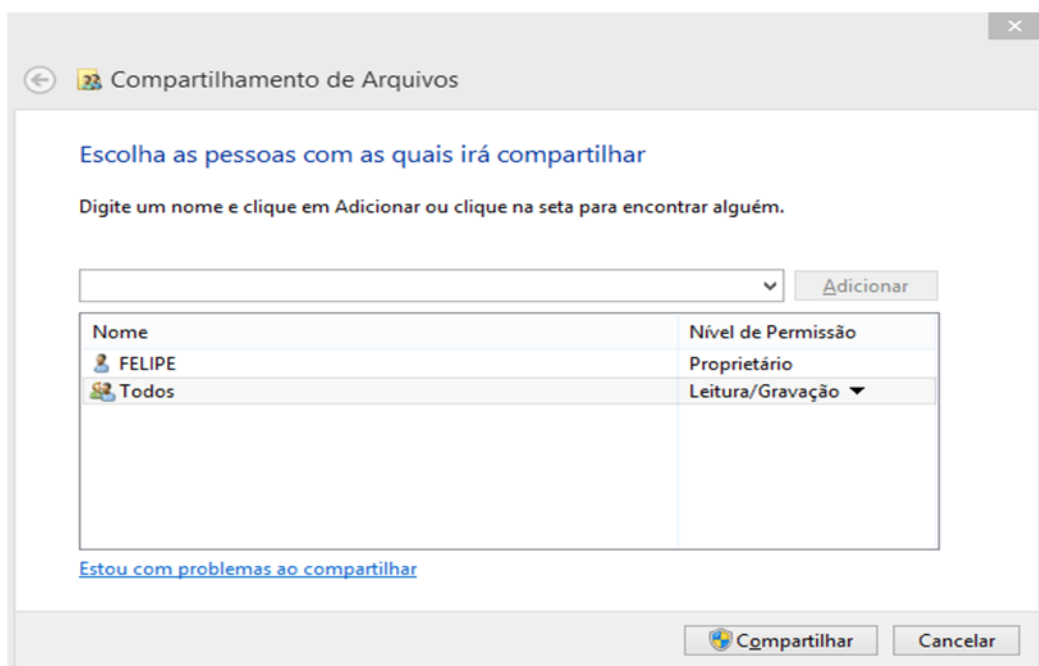 Compartilhamento de Arquivos
Escolha as pessoas com as quais irá compartilhar
Digite um nome e clique em Adicionar ou clique na seta para encontrar alguém.
Adicionar
Nome Nível de Permissão
FELIPE Proprietário
Todos Leitura/Gravação
Estou com problemas ao compartilhar
Compartilhar Cancelar